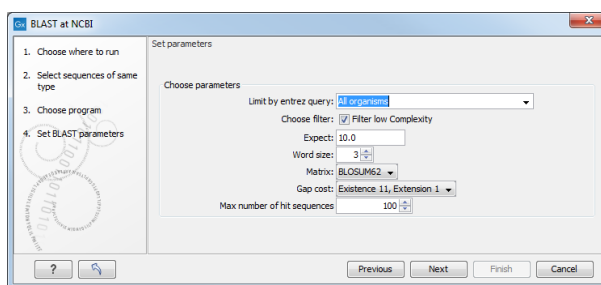 Gx BLAST at NCBI
1. Choose where to run
2. Select sequences of same
type
3. Choose program
4. Set BLAST parameters
Set parameters
Choose parameters
Limit by entrez query: All organisms
Choose filter: Filter low Complexity
Expect: 10.0
Word size: 3
Matrix: BLOSUM62
Gap cost: Existence 11, Extension 1
Max number of hit sequences 100
? Previous Next Finish Cancel